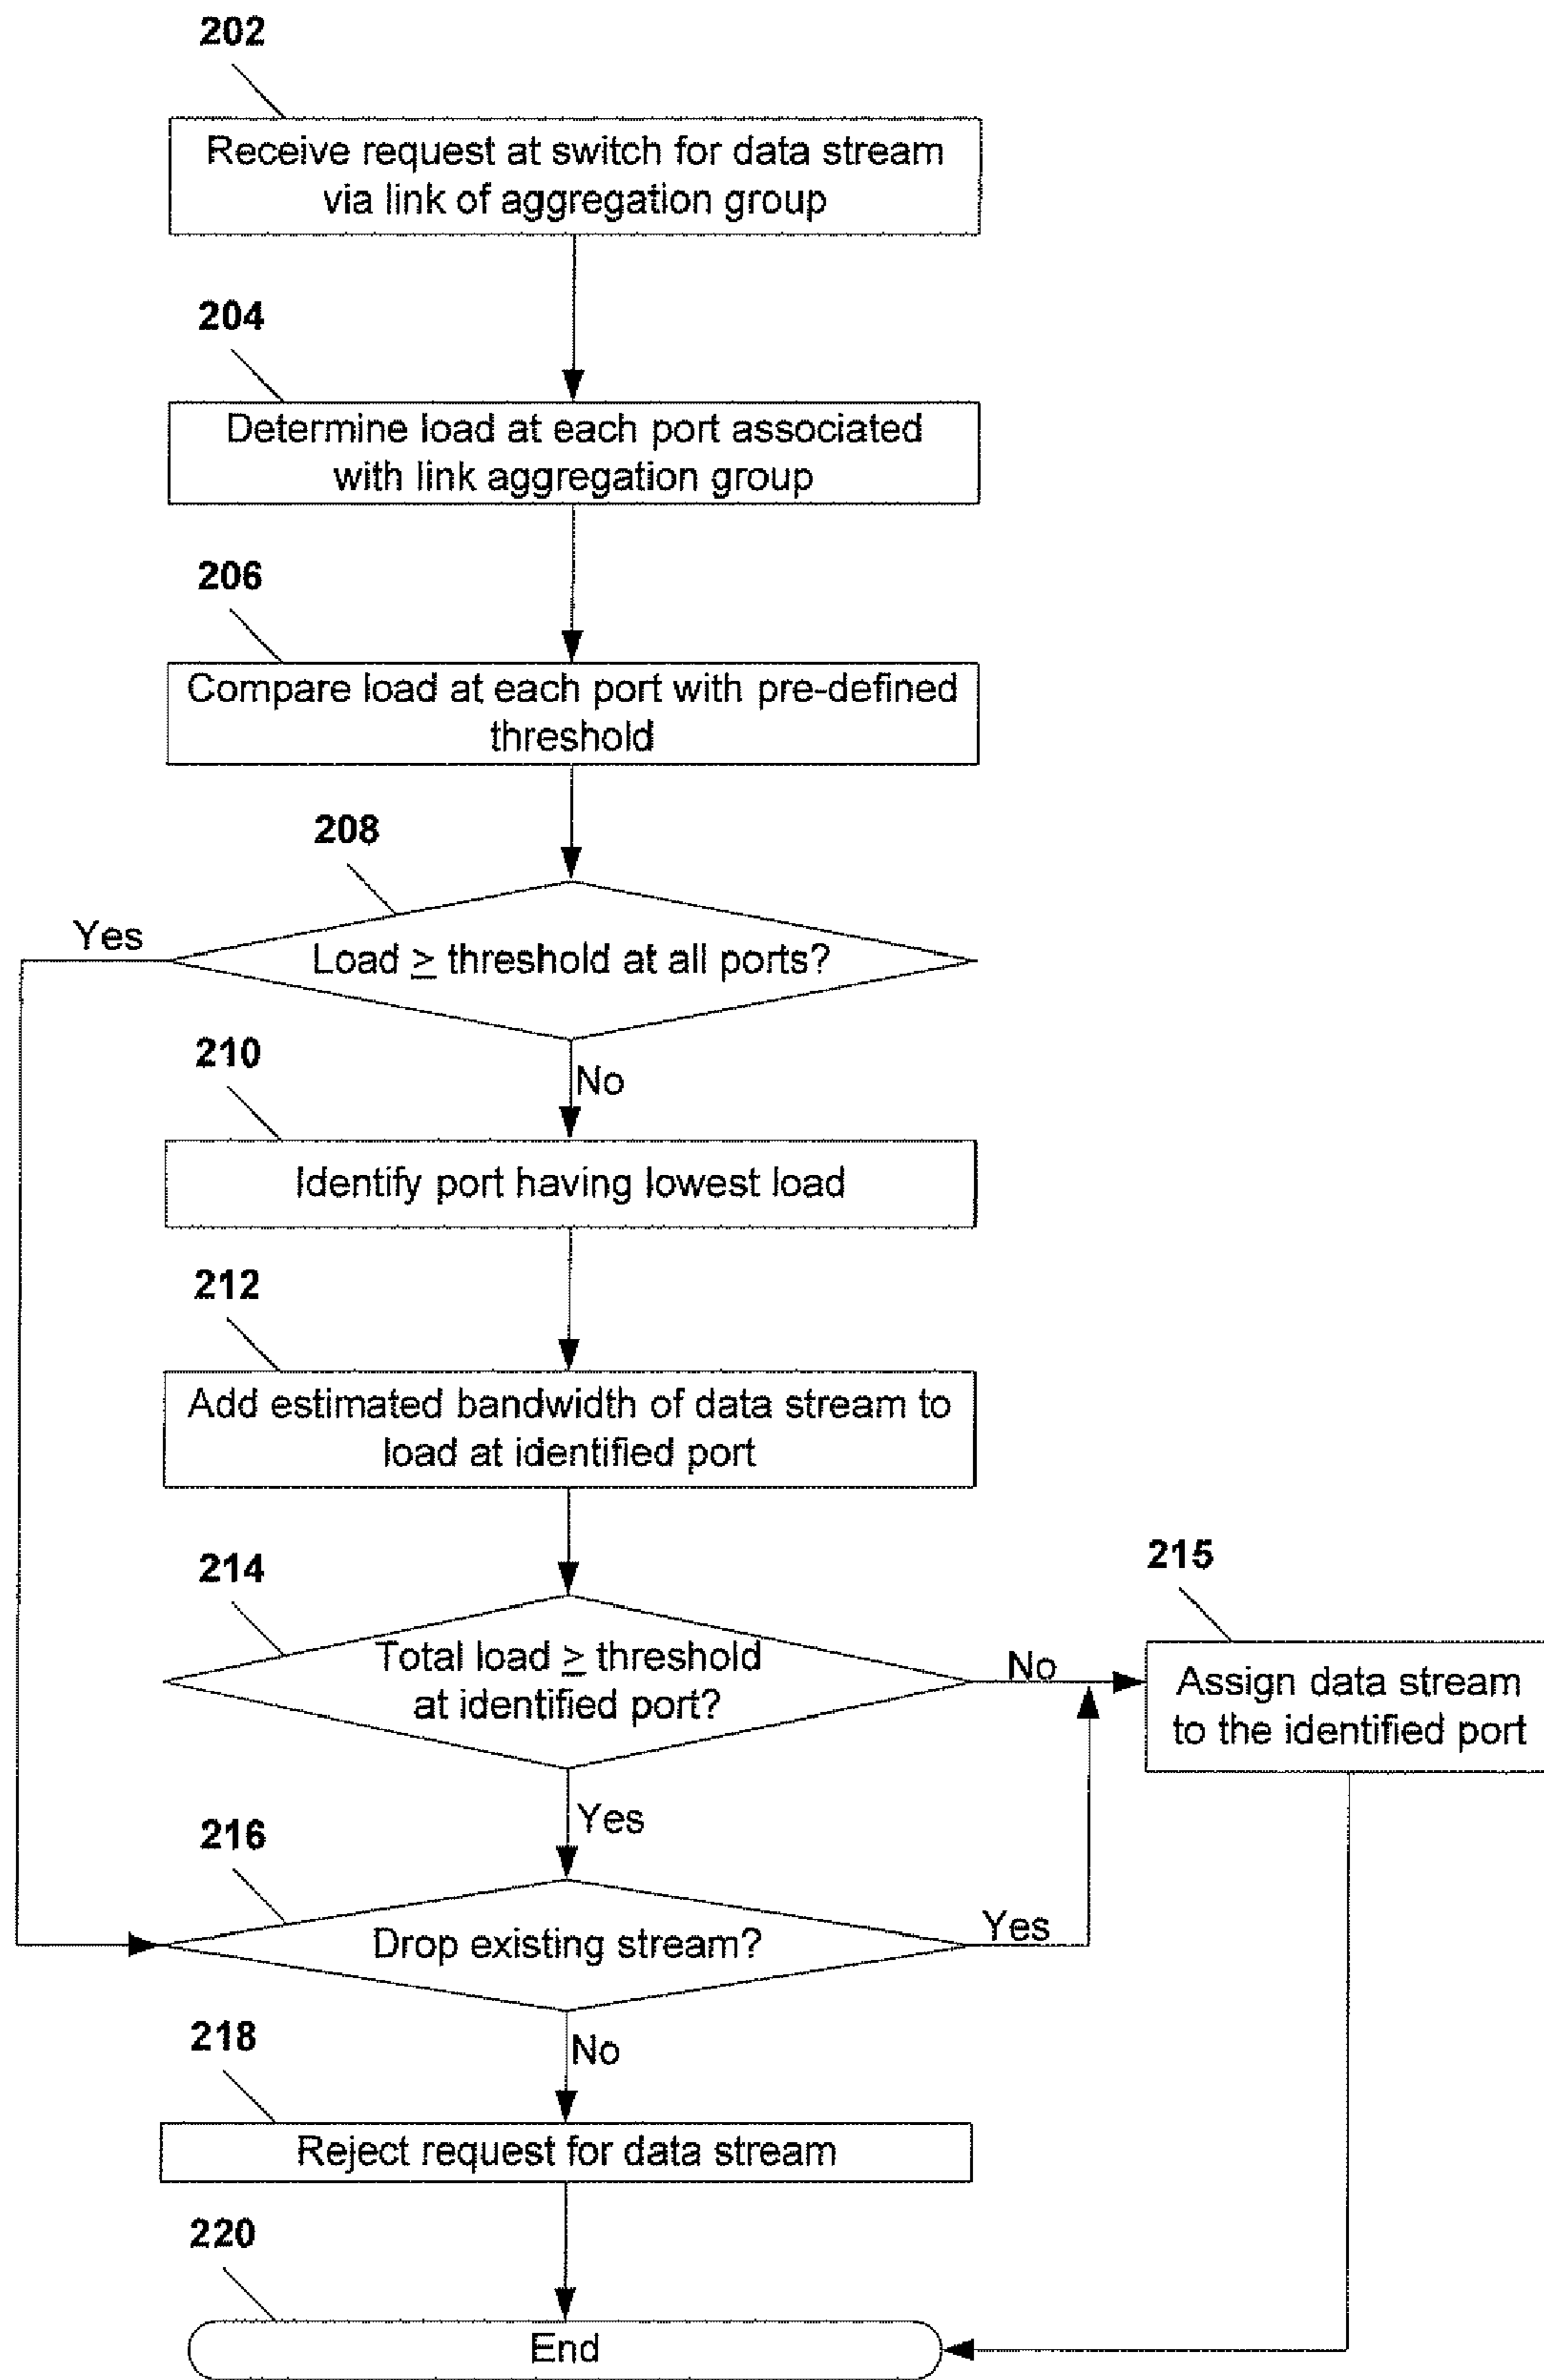 202
Receive request at switch for data stream
via link of aggregation group
204
Determine load at each port associated
with link aggregation group
206
Compare load at each port with pre-defined
threshold
208
Yes
Load ≥ threshold at all ports?
210
No
Identify port having lowest load
212
Add estimated bandwidth of data stream to
load at identified port
214
Total load ≥ threshold
at identified port?
No
215
Assign data stream
to the identified port
Yes
216
Drop existing stream?
Yes
218
No
Reject request for data stream
220
End